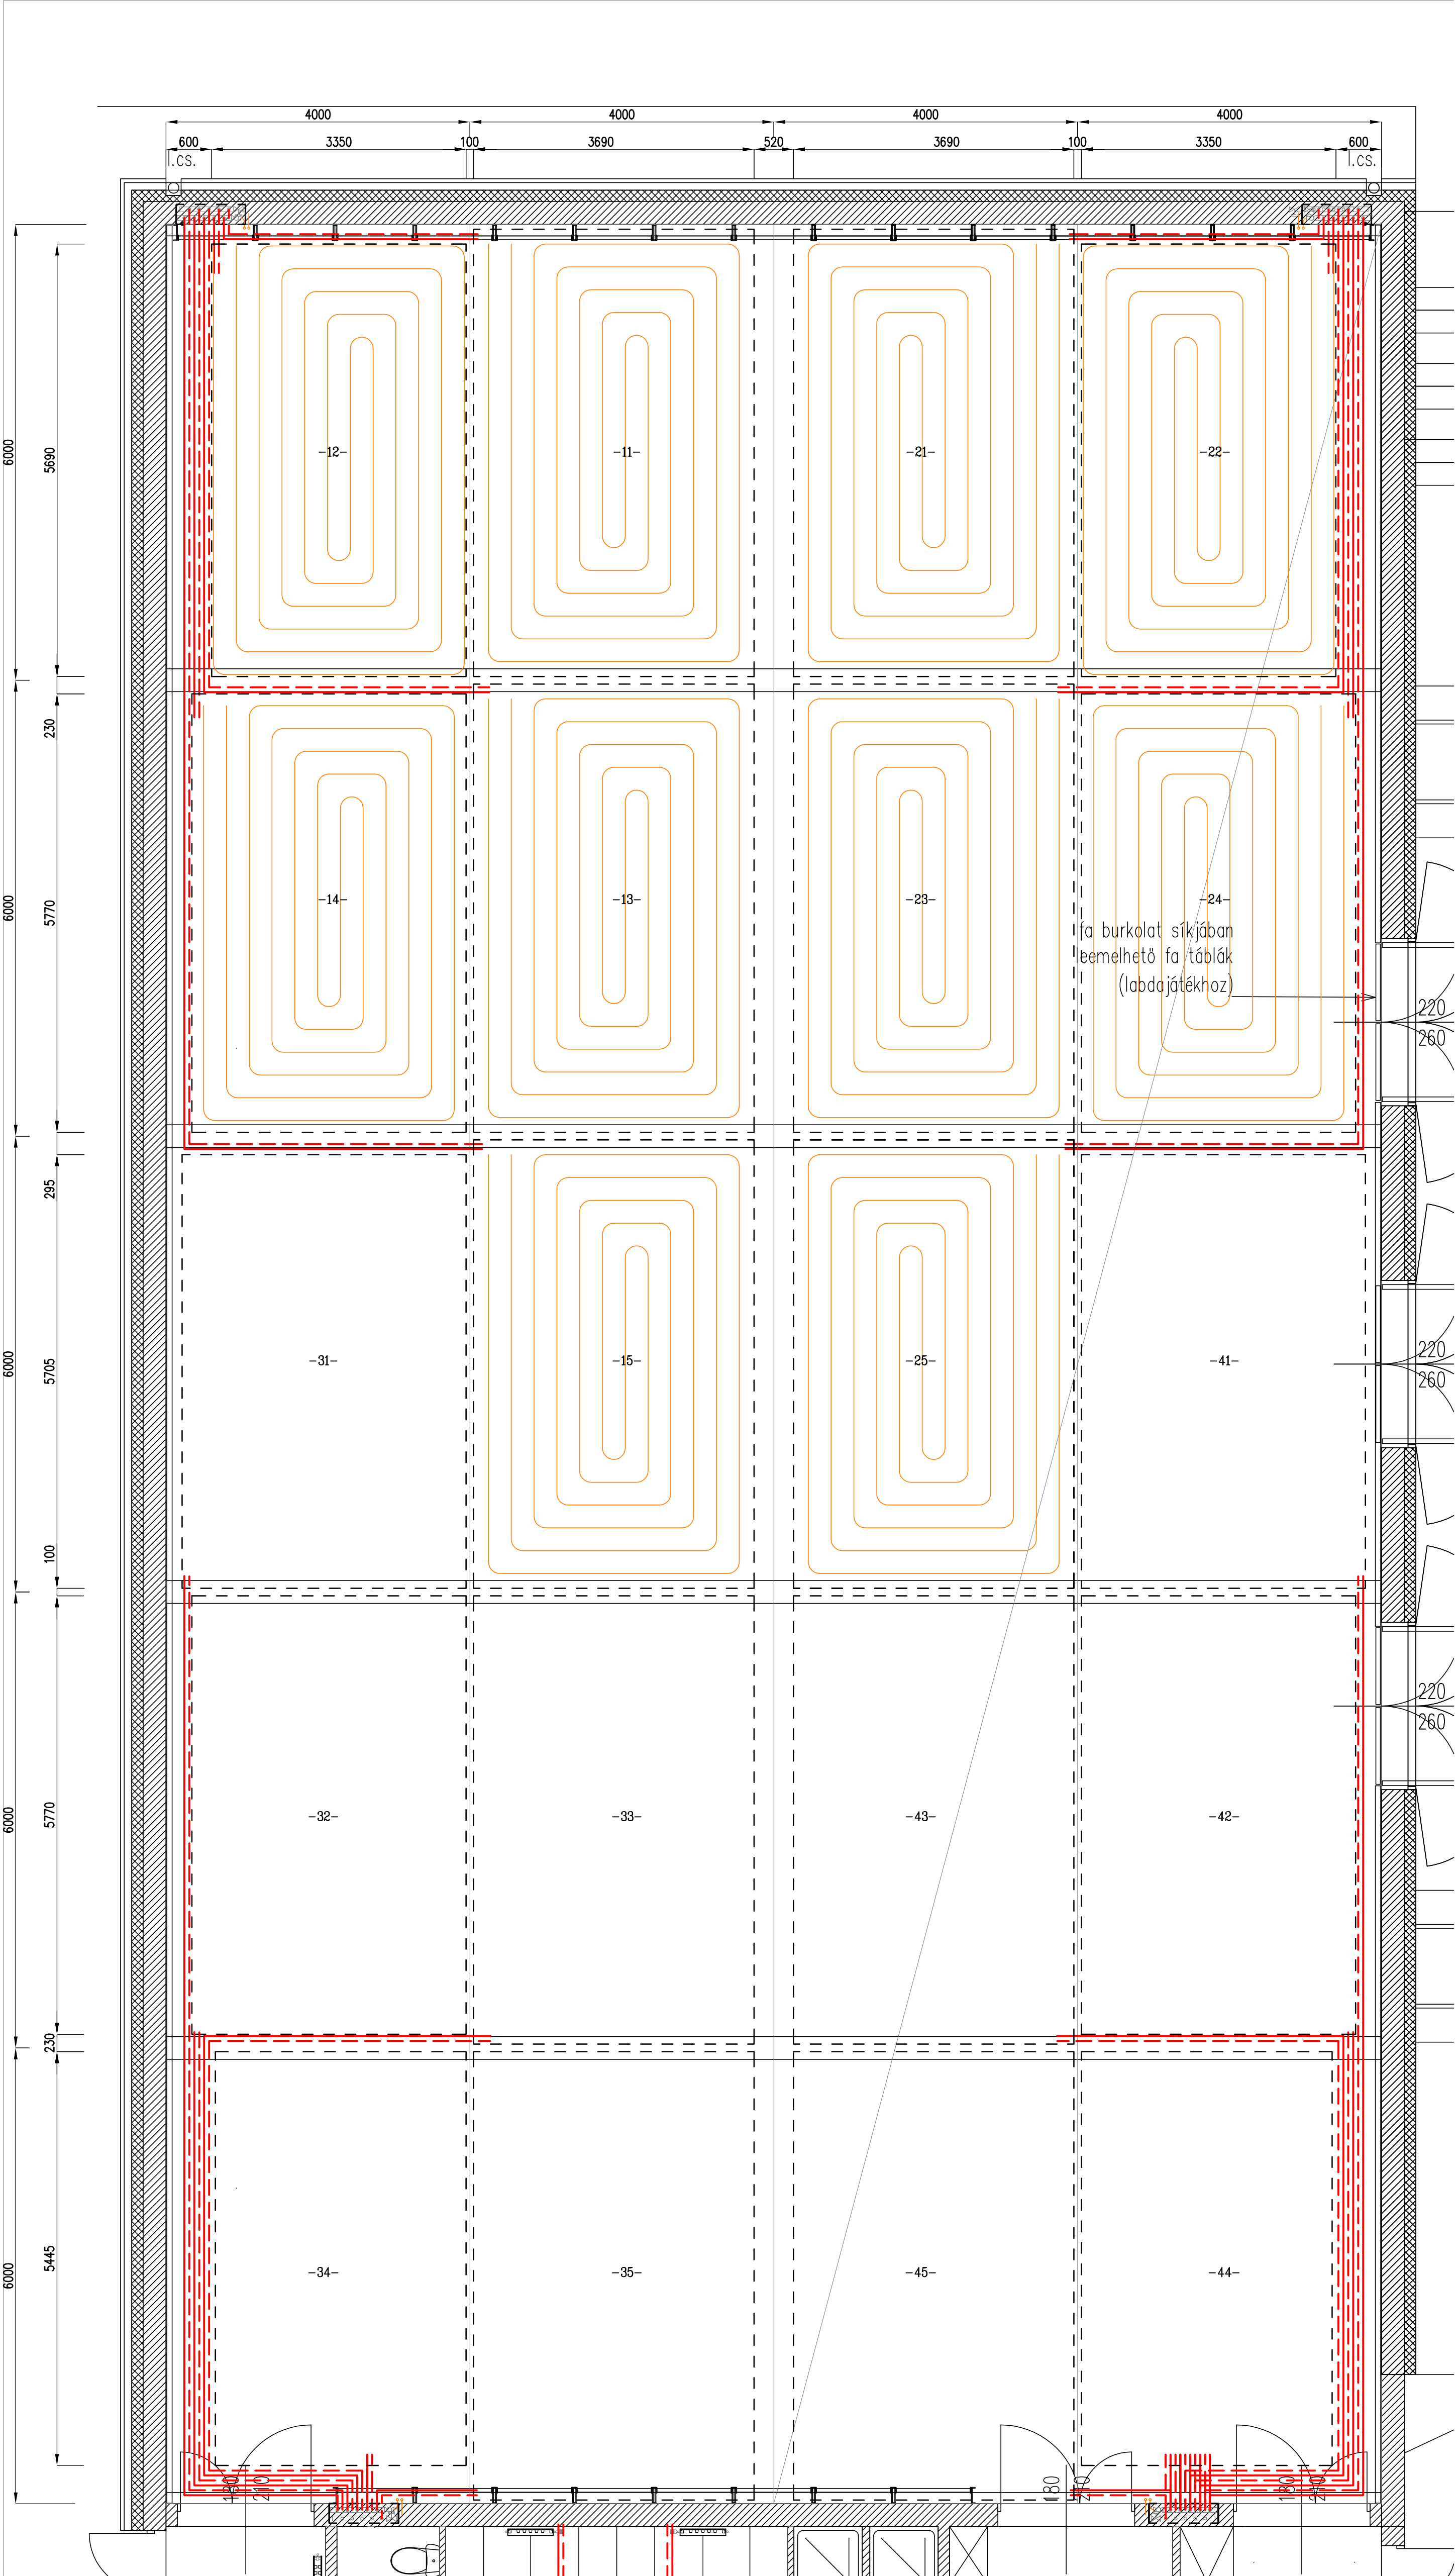 4000 4000 4000 4000
600 3350 100 3690 520 3690 100 3350 600
l.cs. l.cs.
6000
5690
-12- -11- -21- -22-
230
6000
5770
-14- -13- -23- -24-
fa burkolat síkjában
leemelhető fa táblák
(labdajátékhoz)
220
260
295
6000
5705
-31- -15- -25- -41-
220
260
100
220
260
6000
5770
-32- -33- -43- -42-
230
6000
5445
-34- -35- -45- -44-
180
210
180
210
180
210